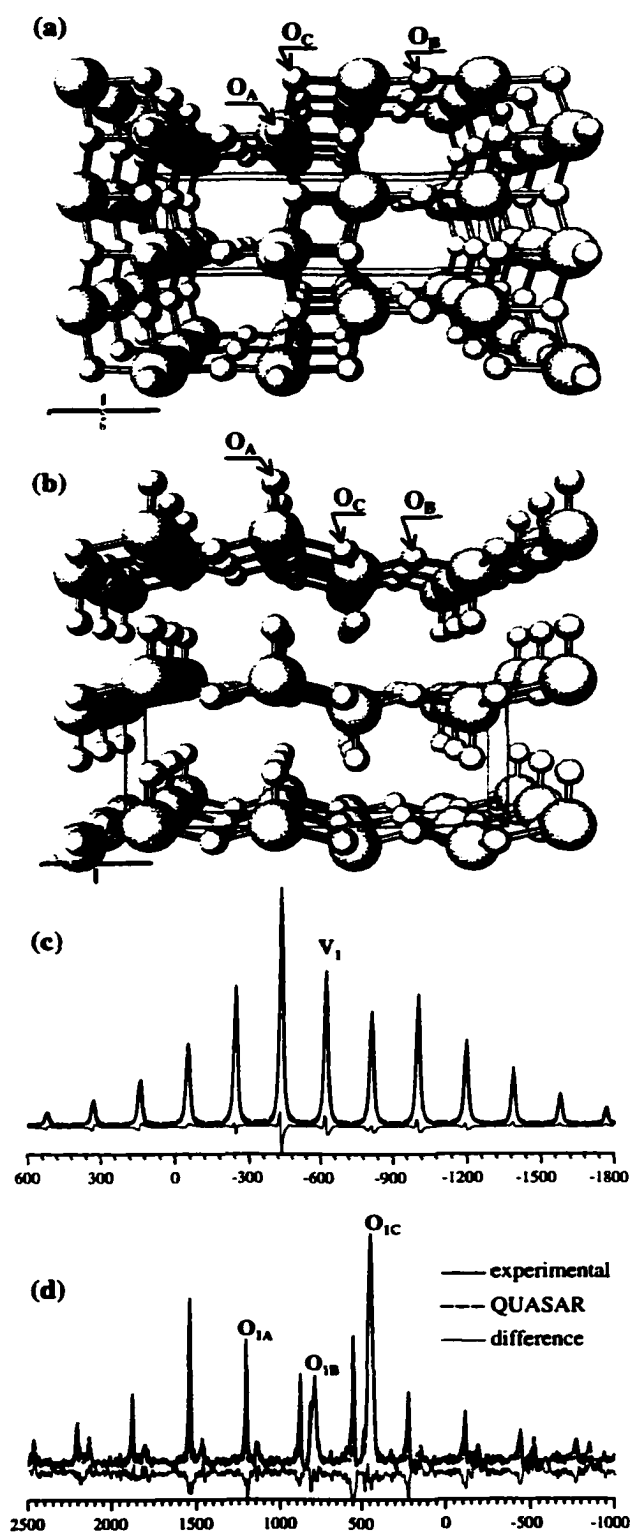 (a)
O_C
O_B
O_A
O_A
(b)
O_C
O_B
(c)
V_1
600 300 0 -300 -600 -900 -1200 -1500 -1800
(d)
O_1C
O_1A
O_1B
experimental
QUASAR
difference
2500 2000 1500 1000 500 0 -500 -1000